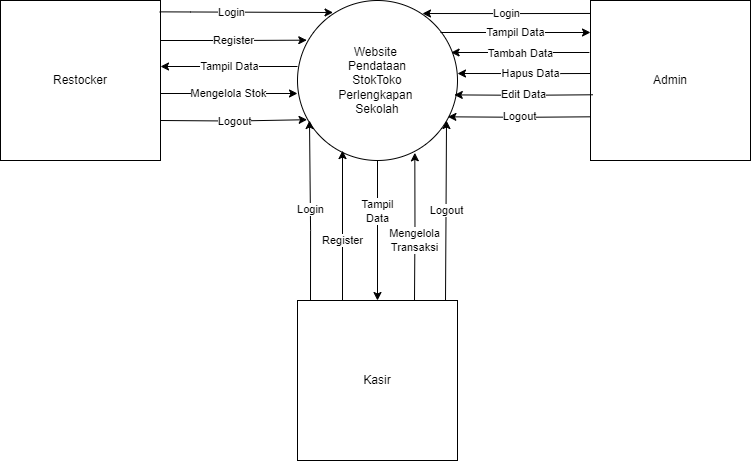 Login
Register
Tampil Data
Mengelola Stok
Logout
Restocker
Website
Pendataan
StokToko
Perlengkapan
Sekolah
Login
Tampil Data
Tambah Data
Hapus Data
Edit Data
Logout
Admin
Login
Register
Tampil
Data
Mengelola
Transaksi
Logout
Kasir